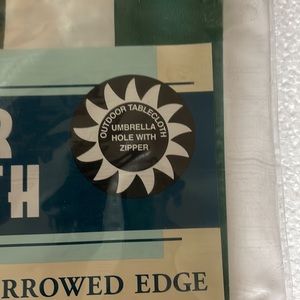 OUTDOOR TABLECLOTH
UMBRELLA
HOLE WITH
ZIPPER
R
TH
RROWED EDGE